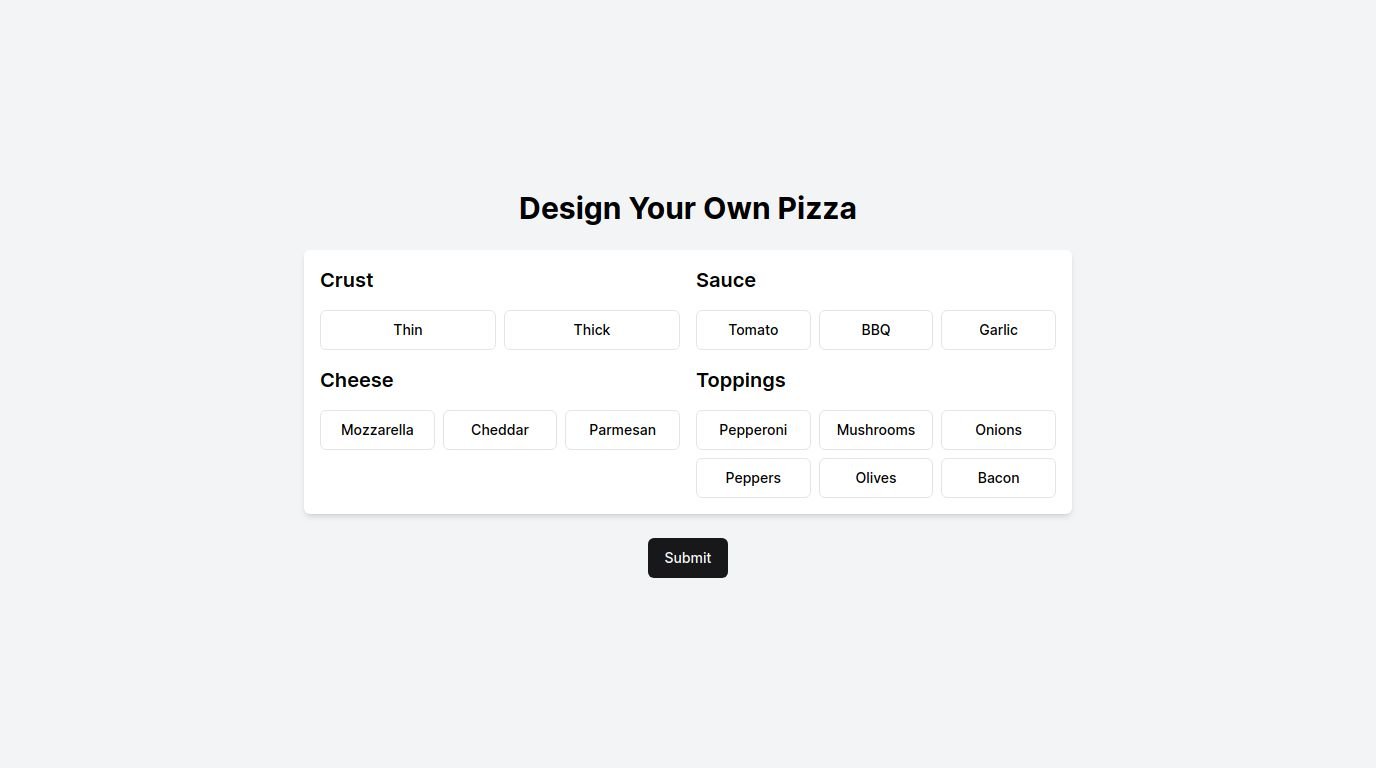 Design Your Own Pizza
Crust
Thin Thick
Sauce
Tomato BBQ Garlic
Cheese
Mozzarella Cheddar Parmesan
Toppings
Pepperoni Mushrooms Onions
Peppers Olives Bacon
Submit